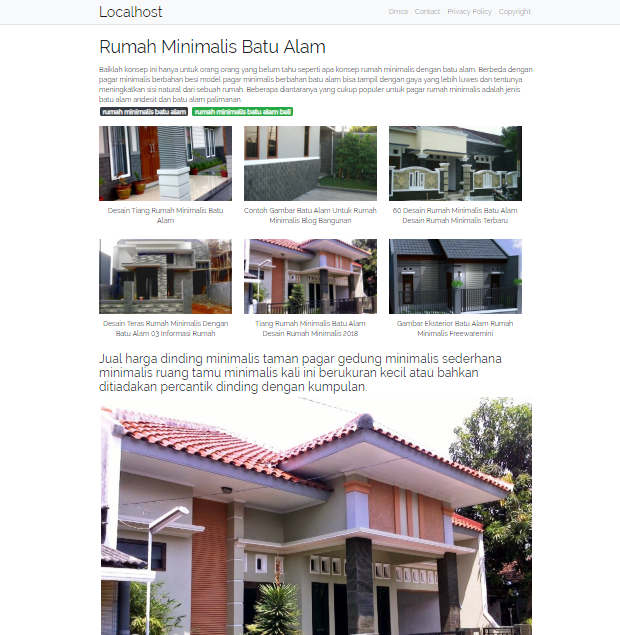 Localhost
Dmca Contact Privacy Policy Copyright
Rumah Minimalis Batu Alam
Baiklah konsep ini hanya untuk orang orang yang belum tahu seperti apa konsep rumah minimalis dengan batu alam. Berbeda dengan
pagar minimalis berbahan besi model pagar minimalis berbahan batu alam bisa tampil dengan gaya yang lebih luwes dan tentunya
meningkatkan sisi natural dari sebuah rumah. Beberapa diantaranya yang cukup populer untuk pagar rumah minimalis adalah jenis
batu alam andesit dan batu alam palimanan.
rumah minimalis batu alam rumah minimalis batu alam bali
Desain Tiang Rumah Minimalis Batu
Alam
Contoh Gambar Batu Alam Untuk Rumah
Minimalis Blog Bangunan
60 Desain Rumah Minimalis Batu Alam
Desain Rumah Minimalis Terbaru
Desain Teras Rumah Minimalis Dengan
Batu Alam 03 Informasi Rumah
Tiang Rumah Minimalis Batu Alam
Desain Rumah Minimalis 2018
Gambar Eksterior Batu Alam Rumah
Minimalis Freewaremini
Jual harga dinding minimalis taman pagar gedung minimalis sederhana
minimalis ruang tamu minimalis kali ini berukuran kecil atau bahkan
ditiadakan percantik dinding dengan kumpulan.